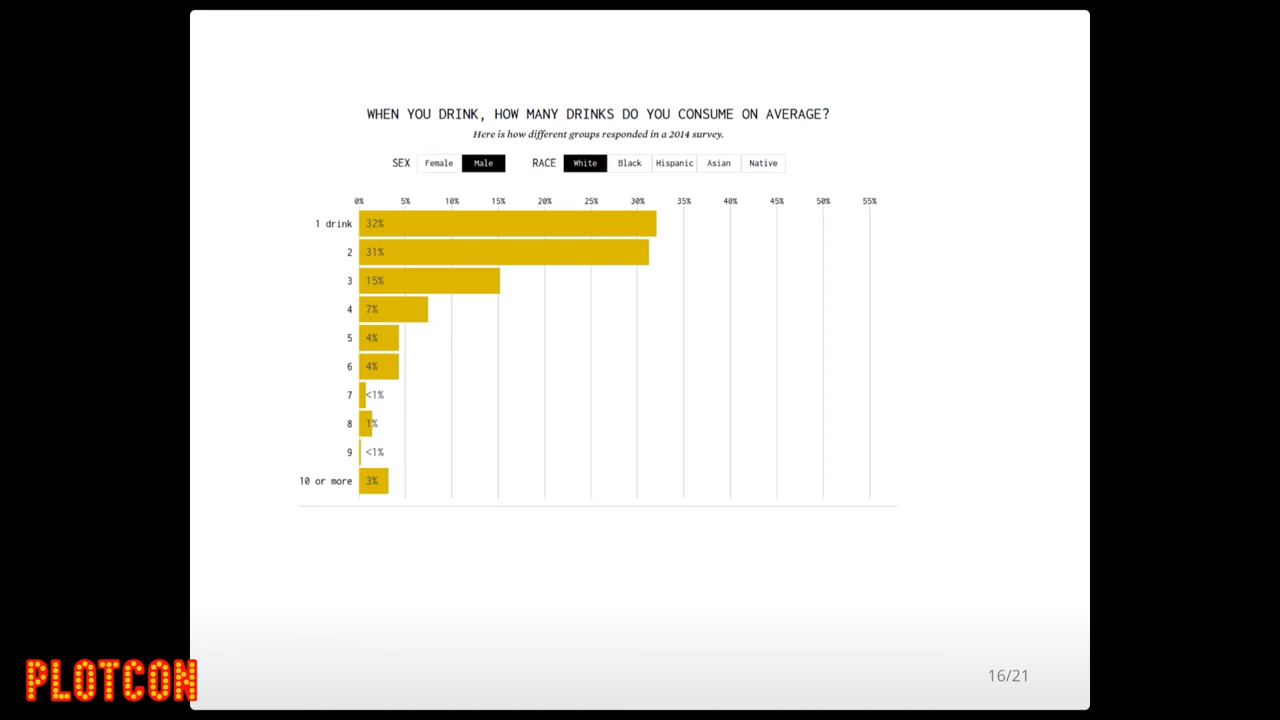 WHEN YOU DRINK, HOW MANY DRINKS DO YOU CONSUME ON AVERAGE?
Here is how different groups responded in a 2014 survey.
SEX Female Male RACE White Black Hispanic Asian Native
0% 5% 10% 15% 20% 25% 30% 35% 40% 45% 50% 55%
1 drink 32%
2 31%
3 15%
4 7%
5 4%
6 4%
7 <1%
8 1%
9 <1%
10 or more 3%
PLOTCON
16/21